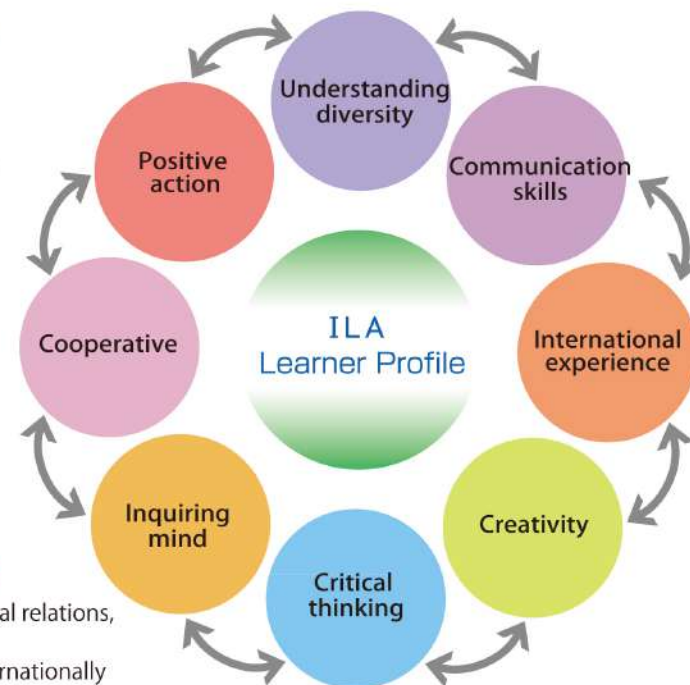 Understanding
diversity
Communication
skills
International
experience
Creativity
Critical
thinking
Inquiring
mind
Cooperative
Positive
action
ILA
Learner Profile
al relations,
ernationally